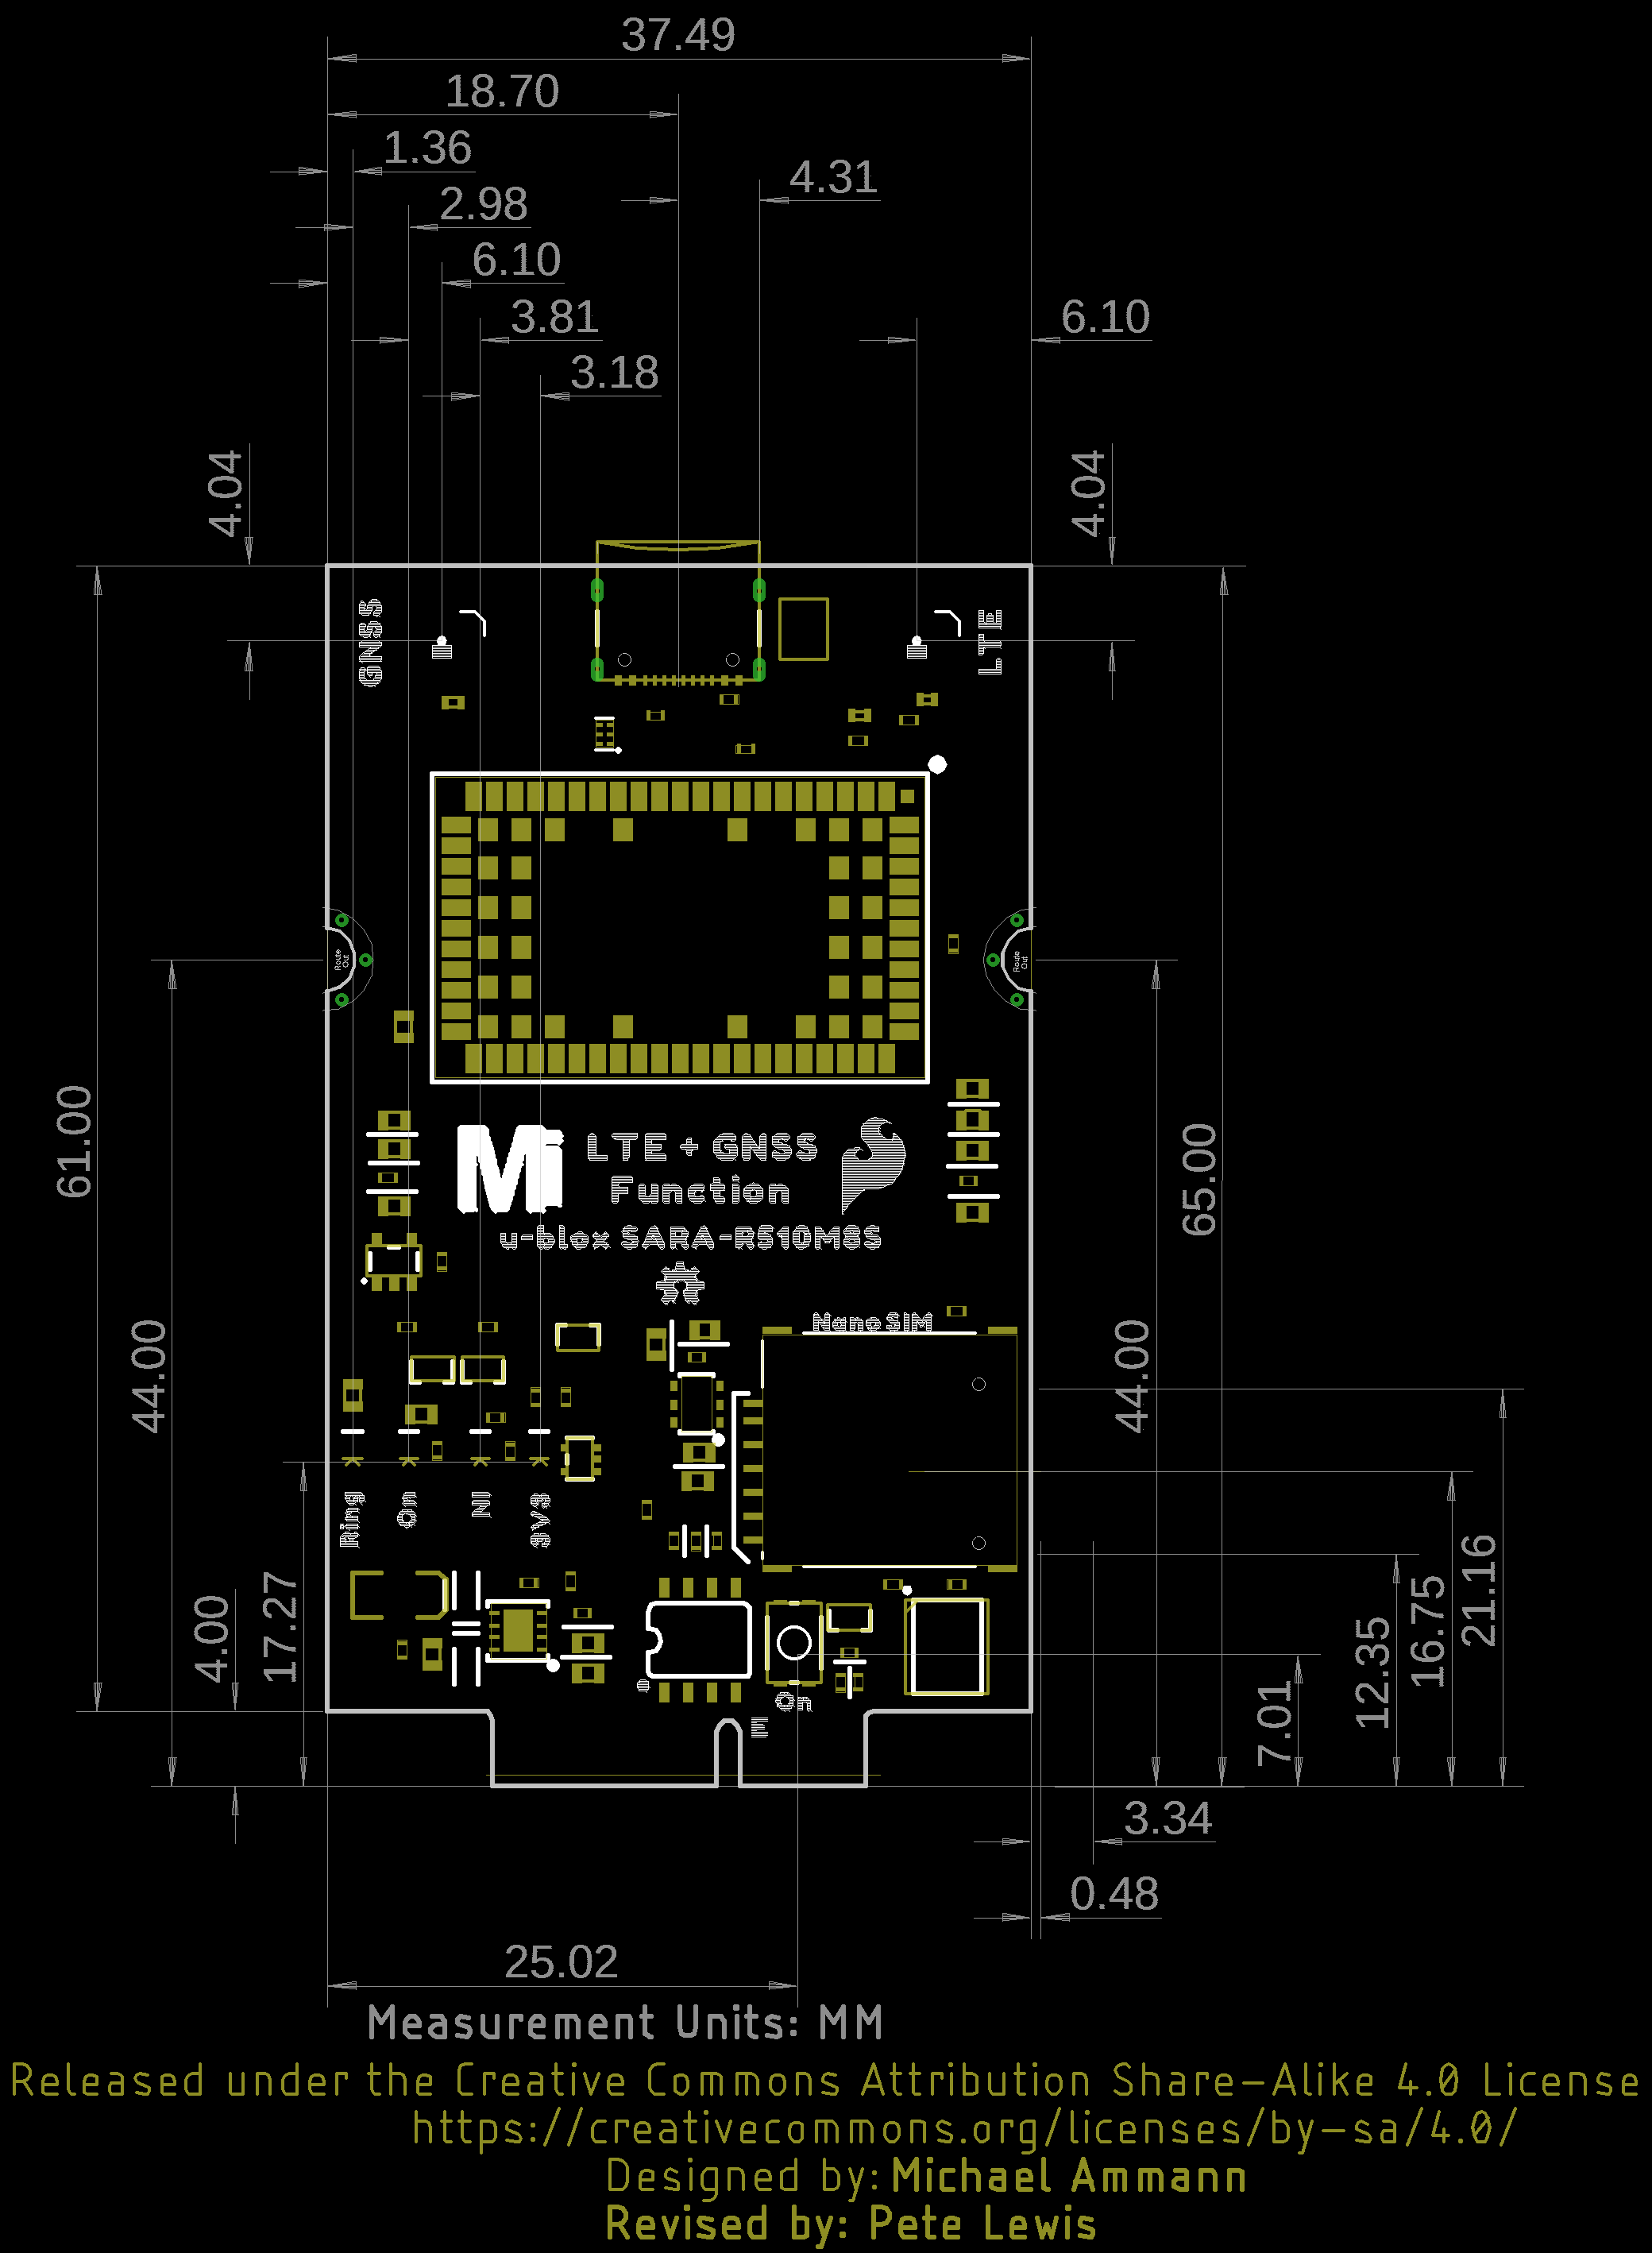 37.49
18.70
1.36
4.31
2.98
6.10
3.81
6.10
3.18
4.04
4.04
GNSS
LTE
Route
Out
Route
Out
61.00
65.00
44.00
44.00
Mi
LTE + GNSS
Function
u-blox SARA-R510M8S
Nano SIM
Ring
On
NI
3V3
On
E
4.00
17.27
21.16
16.75
12.35
7.01
3.34
0.48
25.02
Measurement Units: MM
Released under the Creative Commons Attribution Share-Alike 4.0 License
https://creativecommons.org/licenses/by-sa/4.0/
Designed by: Michael Ammann
Revised by: Pete Lewis